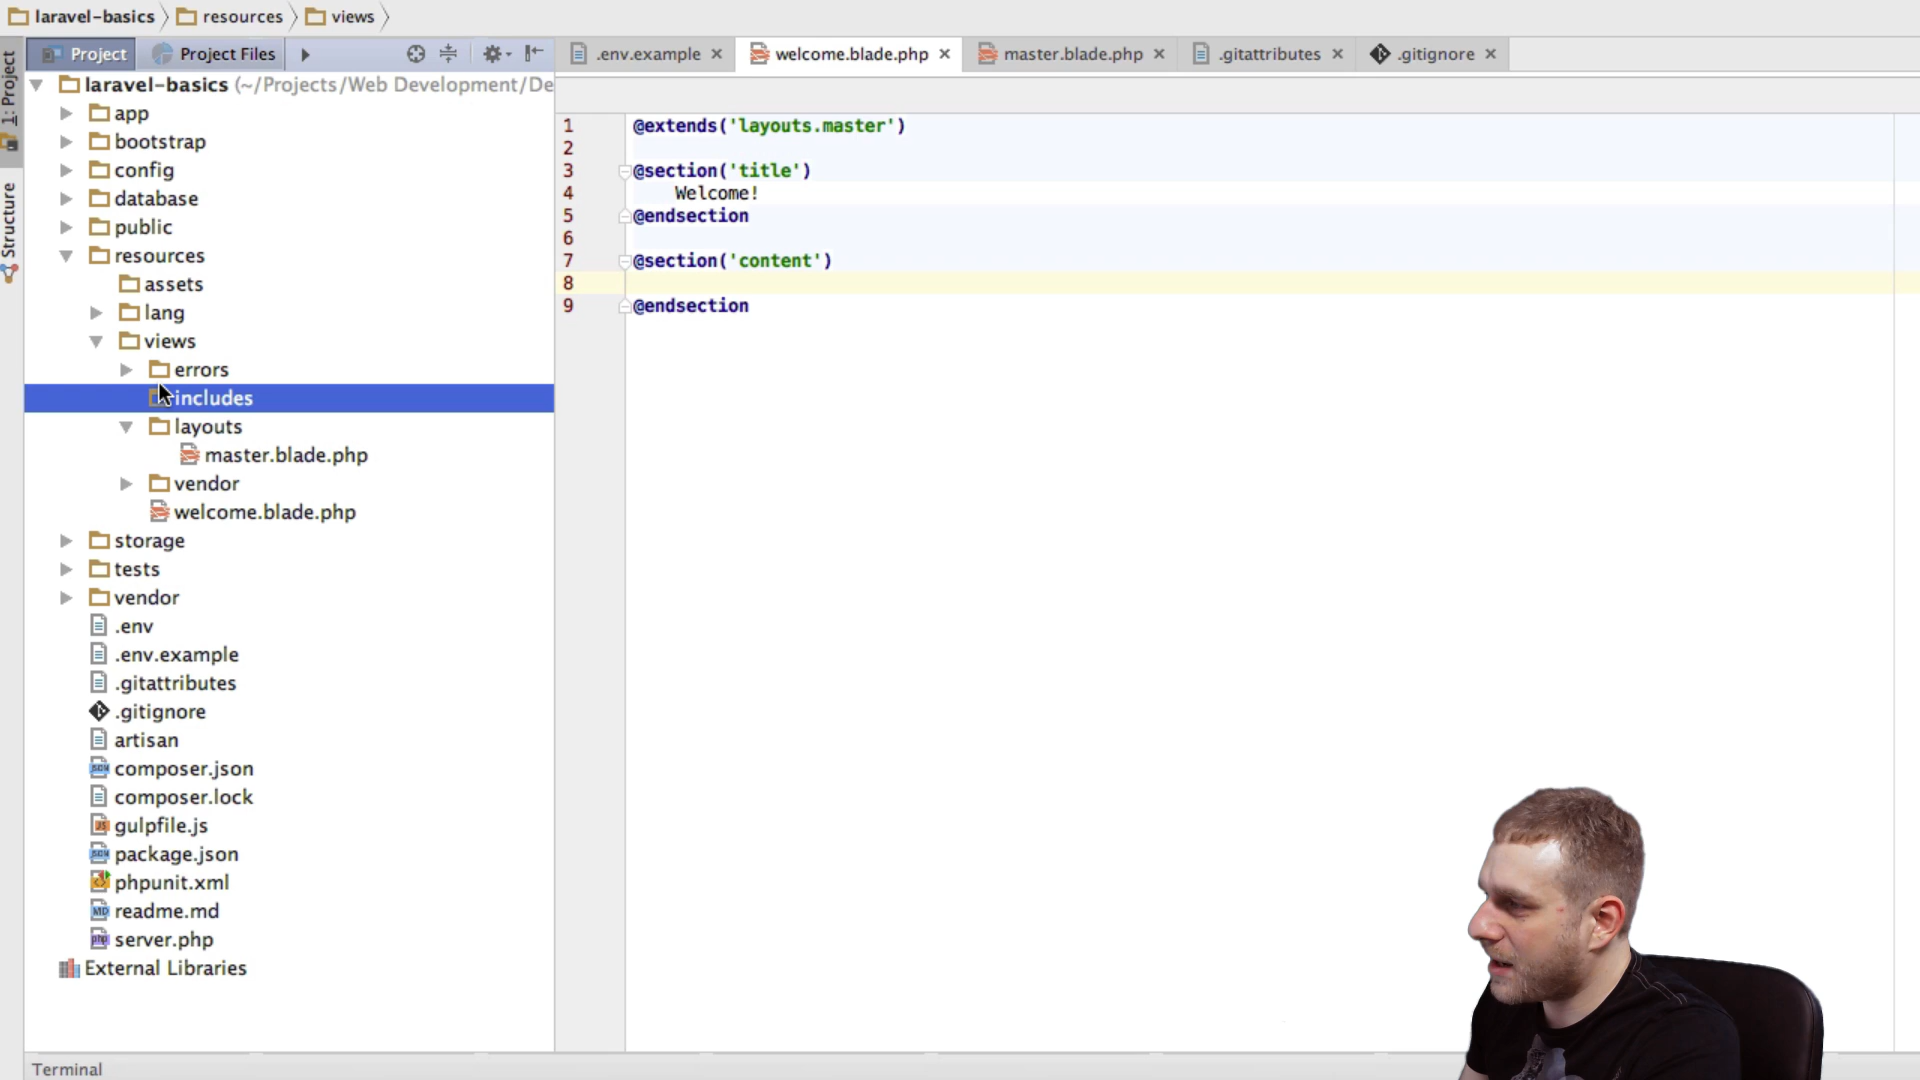 laravel-basics resources views
Project Project Files
.env.example welcome.blade.php master.blade.php .gitattributes .gitignore
1: Project
Structure
laravel-basics (~/Projects/Web Development/De
app
bootstrap
config
database
public
resources
assets
lang
views
errors
includes
layouts
master.blade.php
vendor
welcome.blade.php
storage
tests
vendor
.env
.env.example
.gitattributes
.gitignore
artisan
composer.json
composer.lock
gulpfile.js
package.json
phpunit.xml
readme.md
server.php
External Libraries
1 @extends('layouts.master')
2
3 @section('title')
4 Welcome!
5 @endsection
6
7 @section('content')
8
9 @endsection
Terminal